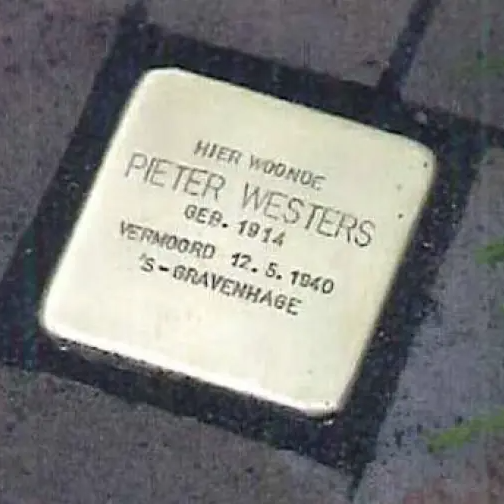 HIER WOONDE
PIETER WESTERS
GEB. 1914
VERMOORD 12.5.1940
'S-GRAVENHAGE